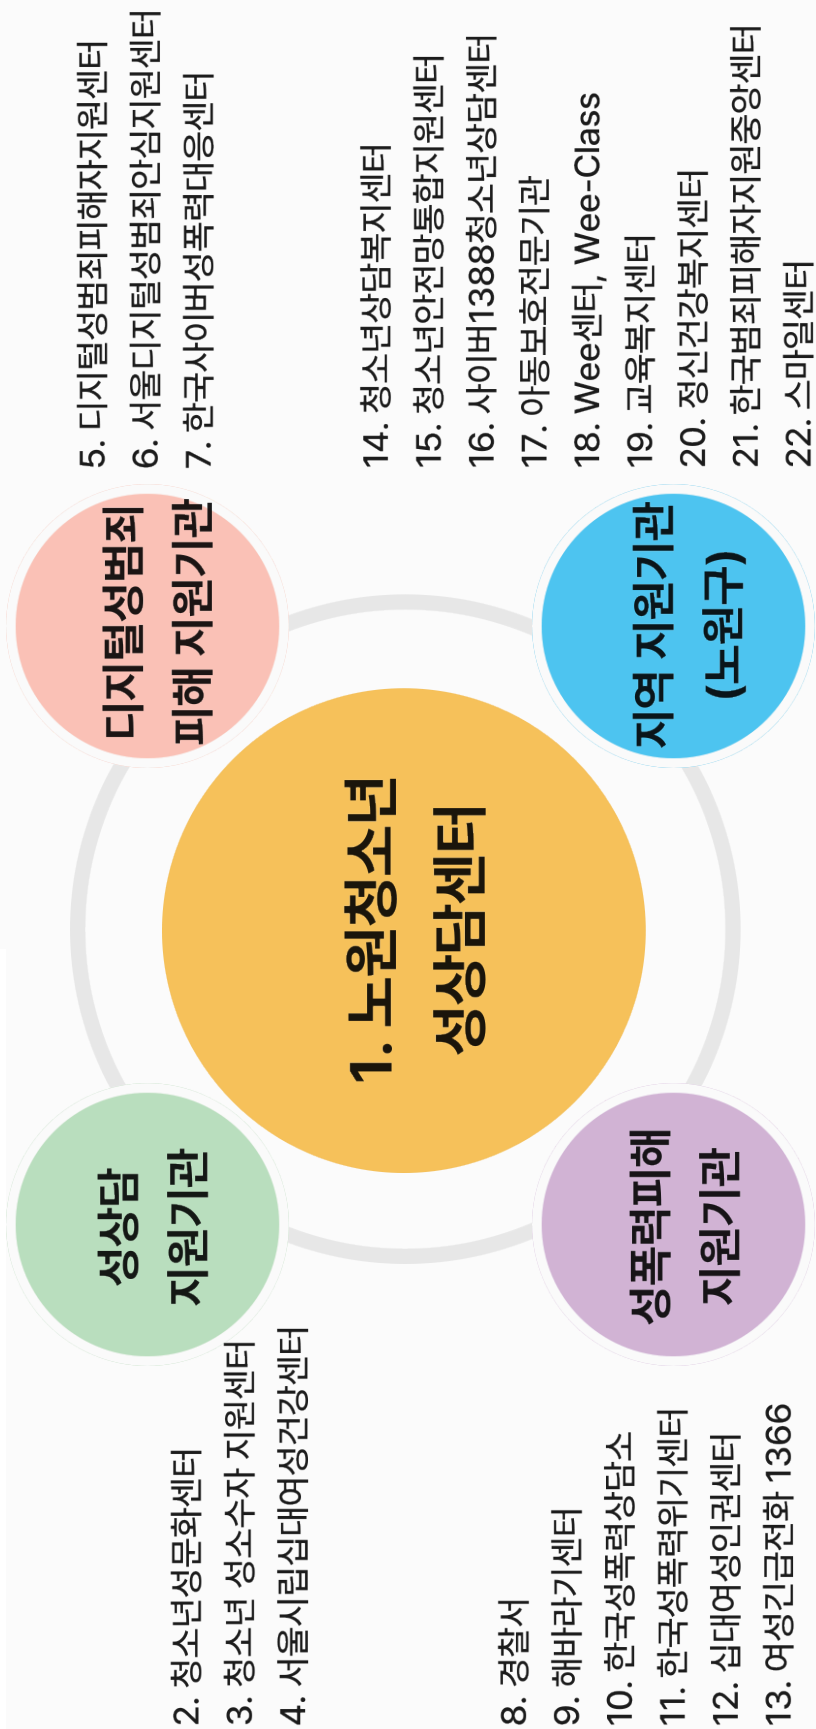 1. 노원청소년
성상담센터
성상담
지원기관
2. 청소년성문화센터
3. 청소년 성소수자 지원센터
4. 서울시립십대여성건강센터
디지털성범죄
피해 지원기관
5. 디지털성범죄피해자지원센터
6. 서울디지털성범죄안심지원센터
7. 한국사이버성폭력대응센터
성폭력피해
지원기관
8. 경찰서
9. 해바라기센터
10. 한국성폭력상담소
11. 한국성폭력위기센터
12. 십대여성인권센터
13. 여성긴급전화 1366
지역 지원기관
(노원구)
14. 청소년상담복지센터
15. 청소년안전망통합지원센터
16. 사이버1388청소년상담센터
17. 아동보호전문기관
18. Wee센터, Wee-Class
19. 교육복지센터
20. 정신건강복지센터
21. 한국범죄피해자지원중앙센터
22. 스마일센터